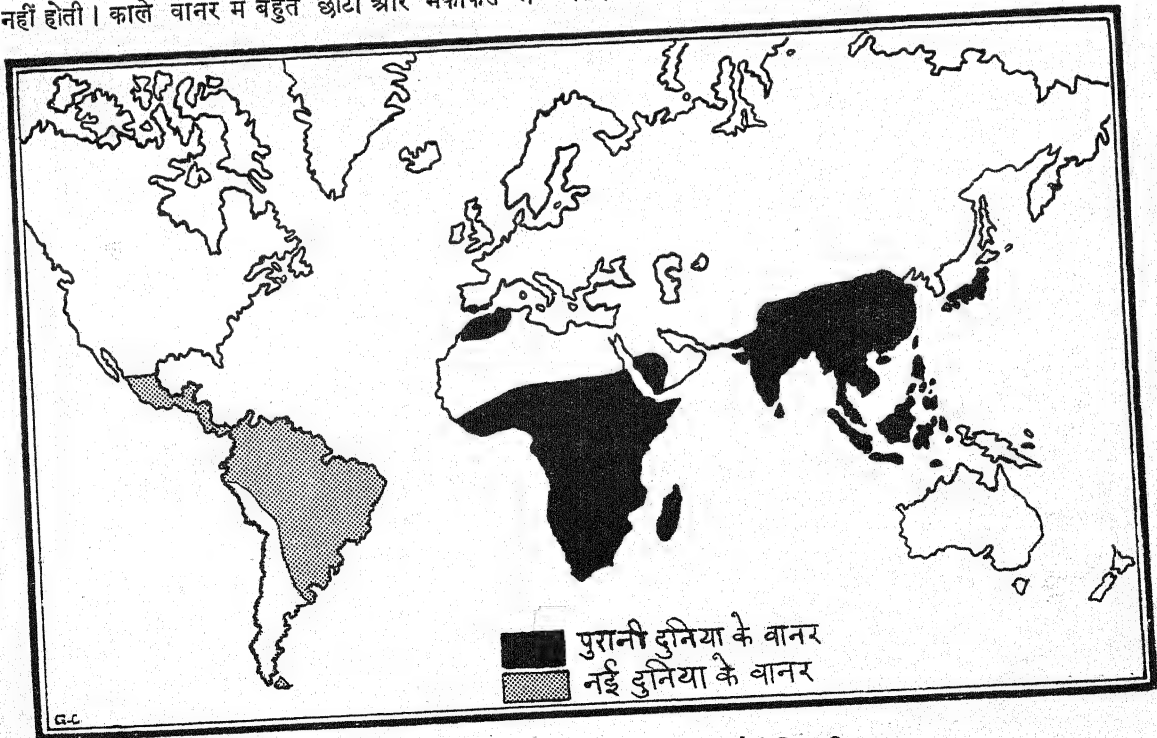 नहीं होती। काले वानर में बहुत छोटी और
पुरानी दुनिया के वानर
नई दुनिया के वानर
G.C